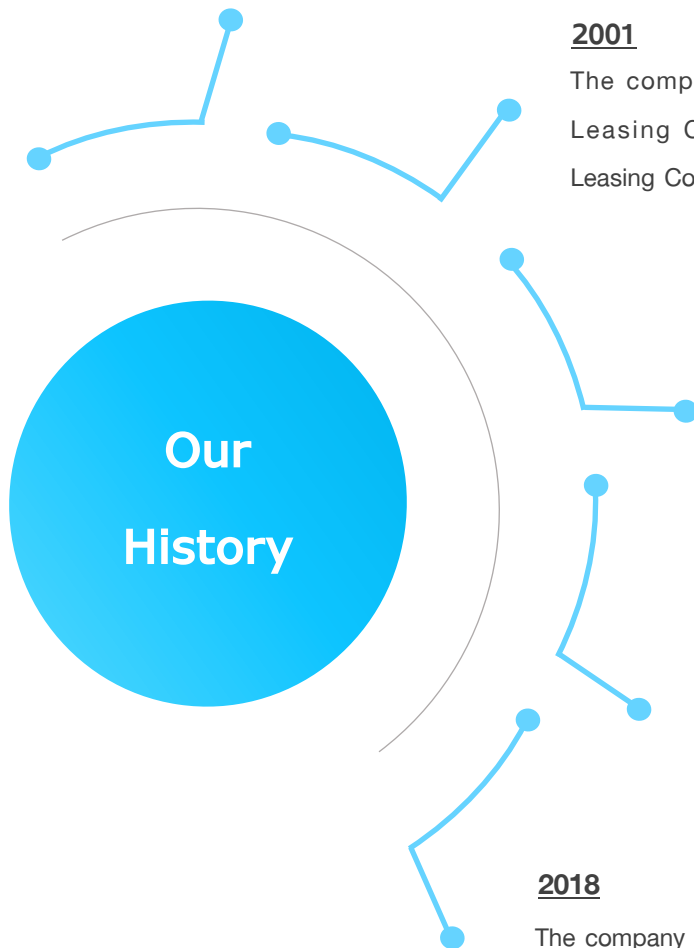 2001
The comp
Leasing C
Leasing Co
Our
History
2018
The company